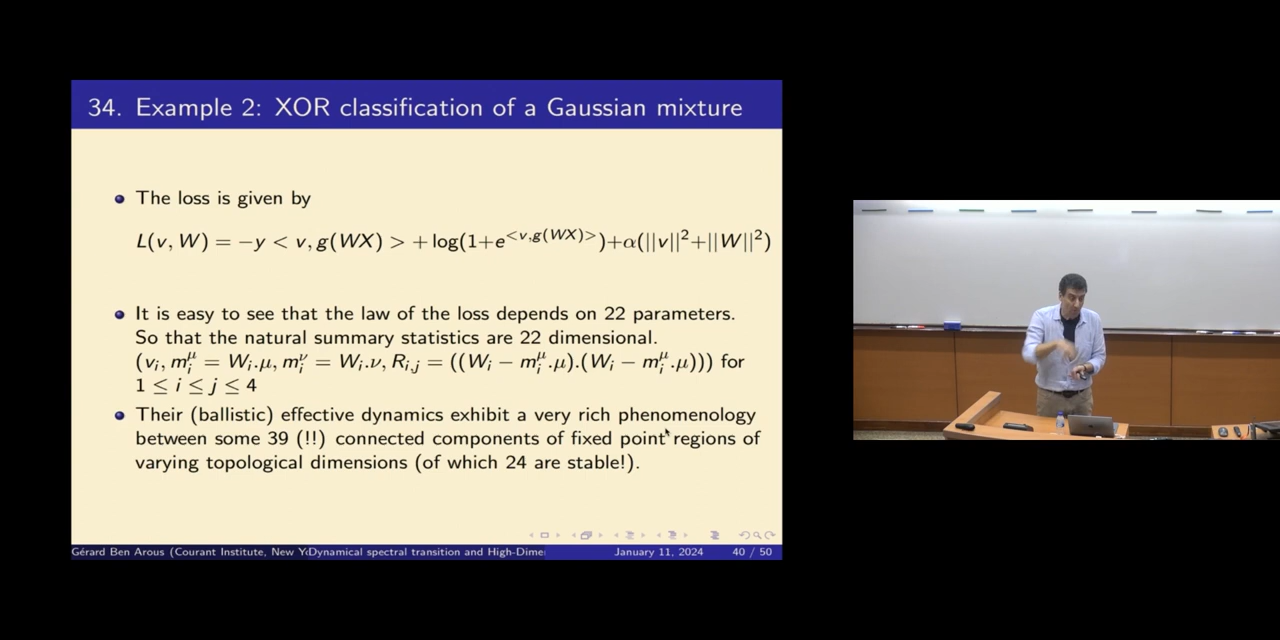 34. Example 2: XOR classification of a Gaussian mixture
The loss is given by
L(v, W) = −y < v, g(WX) > + log(1+e^{<v,g(WX)>})+α(||v||²+||W||²)
It is easy to see that the law of the loss depends on 22 parameters.
So that the natural summary statistics are 22 dimensional.
(v_i, m_i^μ = W_i.μ, m_i^ν = W_i.ν, R_{i,j} = ((W_i − m_i^μ.μ).(W_i − m_i^μ.μ))) for
1 ≤ i ≤ j ≤ 4
Their (ballistic) effective dynamics exhibit a very rich phenomenology
between some 39 (!!) connected components of fixed point regions of
varying topological dimensions (of which 24 are stable!).
Gérard Ben Arous (Courant Institute, New Y Dynamical spectral transition and High-Dime January 11, 2024 40 / 50